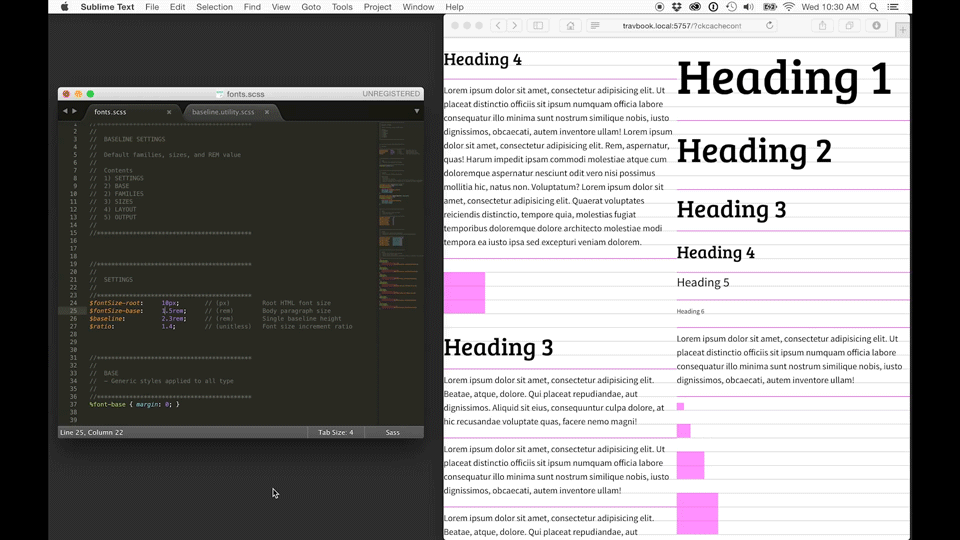 Sublime Text File Edit Selection Find View Goto Tools Project Window Help Wed 10:30 AM
fonts.scss UNREGISTERED
fonts.scss baseline.utility.scss
1 //******************************************
2 //
3 // BASELINE SETTINGS
4 //
5 // Default families, sizes, and REM value
6 //
7 // Contents
8 // 1) SETTINGS
9 // 2) BASE
10 // 2) FAMILIES
11 // 3) SIZES
12 // 4) LAYOUT
13 // 5) OUTPUT
14 //
15 //******************************************
16
17
18
19 //******************************************
20 //
21 // SETTINGS
22 //
23 //******************************************
24 $fontSize-root: 10px; // (px) Root HTML font size
25 $fontSize-base: 1.5rem; // (rem) Body paragraph size
26 $baseline: 2.3rem; // (rem) Single baseline height
27 $ratio: 1.4; // (unitless) Font size increment ratio
28
29
30
31 //******************************************
32 //
33 // BASE
34 // – Generic styles applied to all type
35 //
36 //******************************************
37 %font-base { margin: 0; }
38
39
Line 25, Column 22 Tab Size: 4 Sass
travbook.local:5757/?ckcachecont
Heading 4
Lorem ipsum dolor sit amet, consectetur adipisicing elit. Ut
placeat distinctio officiis sit ipsum numquam officia harum
consequatur illo minima sunt nostrum similique nobis, iusto
dignissimos, obcaecati, autem inventore ullam! Lorem ipsum
dolor sit amet, consectetur adipisicing elit. Rem, aspernatur,
quas! Harum impedit ipsam commodi molestiae atque cum
doloremque aspernatur nesciunt odit vero nisi possimus
mollitia hic, natus non. Voluptatum? Lorem ipsum dolor sit
amet, consectetur adipisicing elit. Quaerat voluptates
reiciendis distinctio, tempore quia, molestias fugiat
temporibus doloremque dolore architecto molestiae modi
tempora ea iusto ipsa sed excepturi veniam dolorem.
Heading 3
Lorem ipsum dolor sit amet, consectetur adipisicing elit.
Beatae, atque, dolore. Qui placeat repudiandae, aut
dignissimos. Aliquid sit eius, consequuntur culpa dolore, at
hic recusandae voluptate quas, facere nemo magni!
Lorem ipsum dolor sit amet, consectetur adipisicing elit. Ut
placeat distinctio officiis sit ipsum numquam officia harum
consequatur illo minima sunt nostrum similique nobis, iusto
dignissimos, obcaecati, autem inventore ullam!
Lorem ipsum dolor sit amet, consectetur adipisicing elit.
Beatae, atque, dolore. Qui placeat repudiandae, aut
Heading 1
Heading 2
Heading 3
Heading 4
Heading 5
Heading 6
Lorem ipsum dolor sit amet, consectetur adipisicing elit. Ut
placeat distinctio officiis sit ipsum numquam officia harum
consequatur illo minima sunt nostrum similique nobis, iusto
dignissimos, obcaecati, autem inventore ullam!